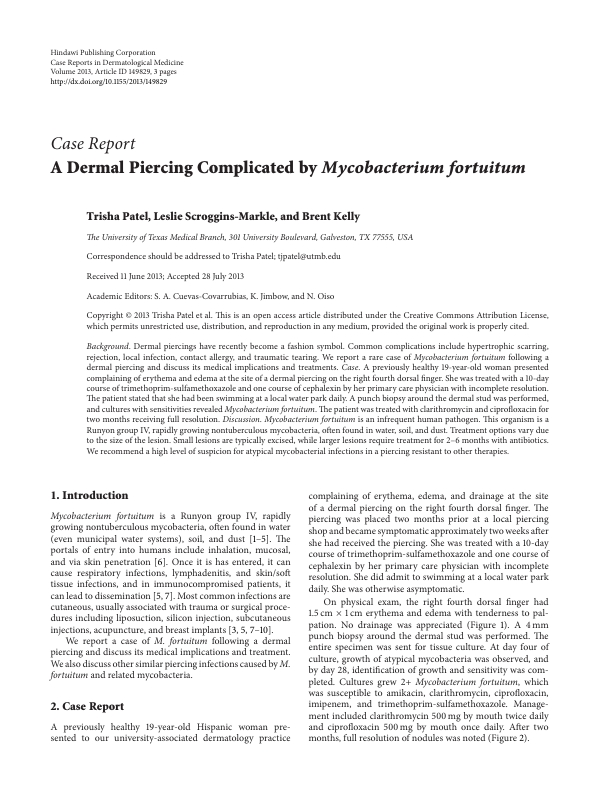 Hindawi Publishing Corporation
Case Reports in Dermatological Medicine
Volume 2013, Article ID 149829, 3 pages
http://dx.doi.org/10.1155/2013/149829
Case Report
A Dermal Piercing Complicated by Mycobacterium fortuitum
Trisha Patel, Leslie Scroggins-Markle, and Brent Kelly
The University of Texas Medical Branch, 301 University Boulevard, Galveston, TX 77555, USA
Correspondence should be addressed to Trisha Patel; tjpatel@utmb.edu
Received 11 June 2013; Accepted 28 July 2013
Academic Editors: S. A. Cuevas-Covarrubias, K. Jimbow, and N. Oiso
Copyright © 2013 Trisha Patel et al. This is an open access article distributed under the Creative Commons Attribution License,
which permits unrestricted use, distribution, and reproduction in any medium, provided the original work is properly cited.
Background. Dermal piercings have recently become a fashion symbol. Common complications include hypertrophic scarring,
rejection, local infection, contact allergy, and traumatic tearing. We report a rare case of Mycobacterium fortuitum following a
dermal piercing and discuss its medical implications and treatments. Case. A previously healthy 19-year-old woman presented
complaining of erythema and edema at the site of a dermal piercing on the right fourth dorsal finger. She was treated with a 10-day
course of trimethoprim-sulfamethoxazole and one course of cephalexin by her primary care physician with incomplete resolution.
The patient stated that she had been swimming at a local water park daily. A punch biopsy around the dermal stud was performed,
and cultures with sensitivities revealed Mycobacterium fortuitum. The patient was treated with clarithromycin and ciprofloxacin for
two months receiving full resolution. Discussion. Mycobacterium fortuitum is an infrequent human pathogen. This organism is a
Runyon group IV, rapidly growing nontuberculous mycobacteria, often found in water, soil, and dust. Treatment options vary due
to the size of the lesion. Small lesions are typically excised, while larger lesions require treatment for 2–6 months with antibiotics.
We recommend a high level of suspicion for atypical mycobacterial infections in a piercing resistant to other therapies.
1. Introduction
Mycobacterium fortuitum is a Runyon group IV, rapidly
growing nontuberculous mycobacteria, often found in water
(even municipal water systems), soil, and dust [1–5]. The
portals of entry into humans include inhalation, mucosal,
and via skin penetration [6]. Once it is has entered, it can
cause respiratory infections, lymphadenitis, and skin/soft
tissue infections, and in immunocompromised patients, it
can lead to dissemination [5, 7]. Most common infections are
cutaneous, usually associated with trauma or surgical proce-
dures including liposuction, silicon injection, subcutaneous
injections, acupuncture, and breast implants [3, 5, 7–10].
We report a case of M. fortuitum following a dermal
piercing and discuss its medical implications and treatment.
We also discuss other similar piercing infections caused by M.
fortuitum and related mycobacteria.
2. Case Report
A previously healthy 19-year-old Hispanic woman pre-
sented to our university-associated dermatology practice
complaining of erythema, edema, and drainage at the site
of a dermal piercing on the right fourth dorsal finger. The
piercing was placed two months prior at a local piercing
shop and became symptomatic approximately two weeks after
she had received the piercing. She was treated with a 10-day
course of trimethoprim-sulfamethoxazole and one course of
cephalexin by her primary care physician with incomplete
resolution. She did admit to swimming at a local water park
daily. She was otherwise asymptomatic.
On physical exam, the right fourth dorsal finger had
1.5 cm × 1 cm erythema and edema with tenderness to pal-
pation. No drainage was appreciated (Figure 1). A 4 mm
punch biopsy around the dermal stud was performed. The
entire specimen was sent for tissue culture. At day four of
culture, growth of atypical mycobacteria was observed, and
by day 28, identification of growth and sensitivity was com-
pleted. Cultures grew 2+ Mycobacterium fortuitum, which
was susceptible to amikacin, clarithromycin, ciprofloxacin,
imipenem, and trimethoprim-sulfamethoxazole. Manage-
ment included clarithromycin 500 mg by mouth twice daily
and ciprofloxacin 500 mg by mouth once daily. After two
months, full resolution of nodules was noted (Figure 2).